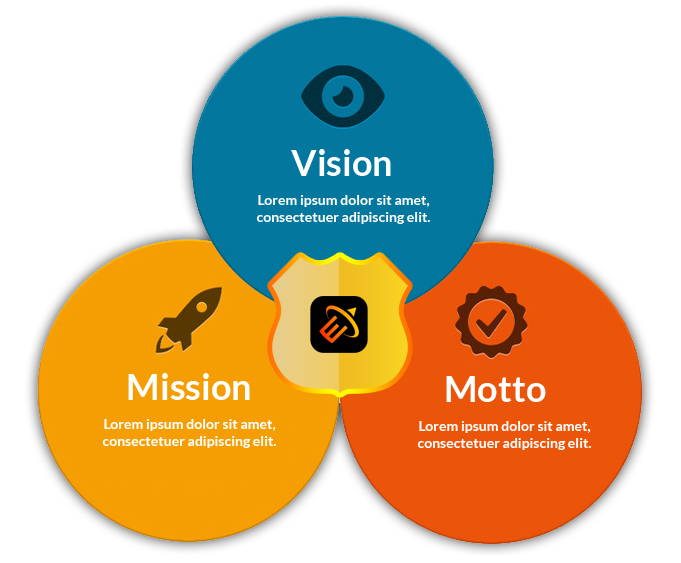 Vision
Lorem ipsum dolor sit amet,
consectetuer adipiscing elit.
Mission
Lorem ipsum dolor sit amet,
consectetuer adipiscing elit.
Motto
Lorem ipsum dolor sit amet,
consectetuer adipiscing elit.